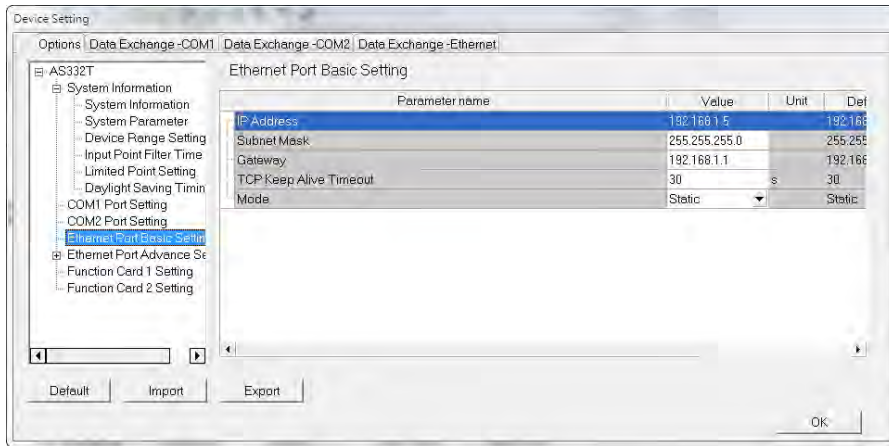 Device Setting
Options Data Exchange -COM1 Data Exchange -COM2 Data Exchange -Ethernet
AS332T
System Information
System Information
System Parameter
Device Range Setting
Input Point Filter Time
Limited Point Setting
Daylight Saving Timin
COM1 Port Setting
COM2 Port Setting
Ethernet Port Basic Settin
Ethernet Port Advance Se
Function Card 1 Setting
Function Card 2 Setting
Ethernet Port Basic Setting
Parameter name Value Unit Def
IP Address 192.168.1.5 192.168
Subnet Mask 255.255.255.0 255.255
Gateway 192.168.1.1 192.168
TCP Keep Alive Timeout 30 s 30
Mode Static Static
Default Import Export
OK